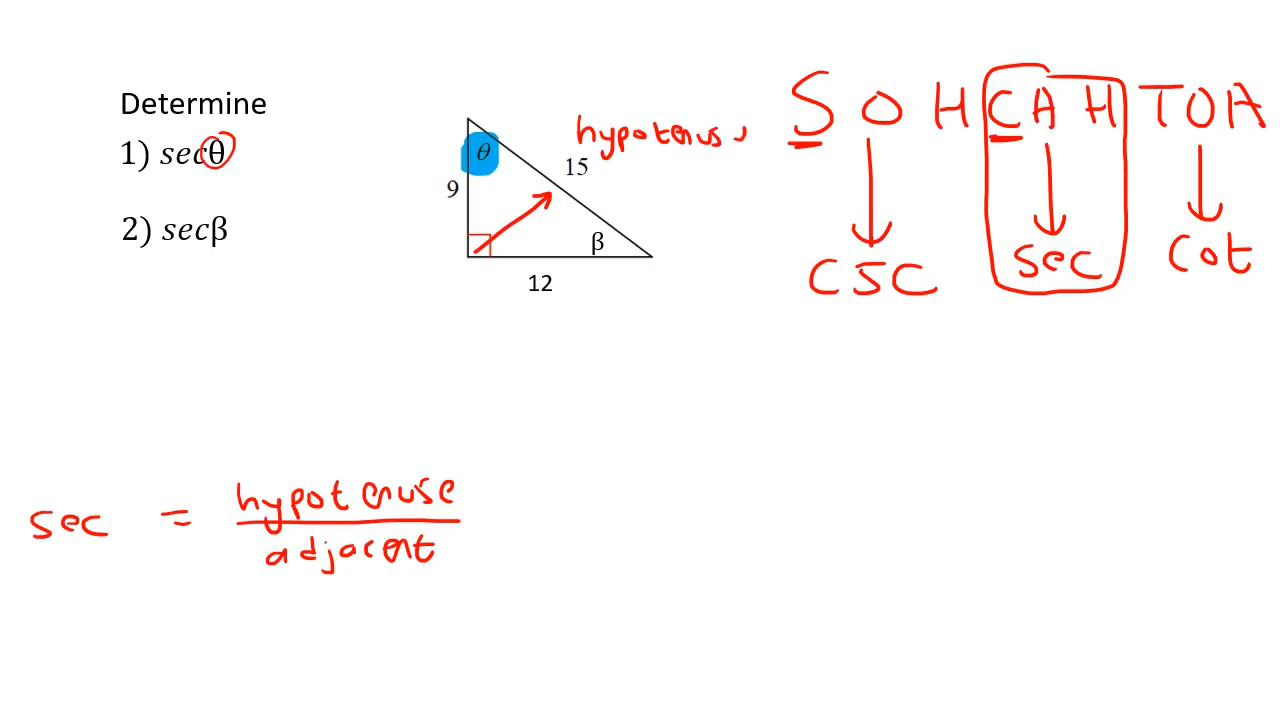 Determine
1) secθ
2) secβ
θ
9
15
β
12
hypotenus
S O H C A H T O A
csc
sec
cot
sec = hypotenuse
adjacent